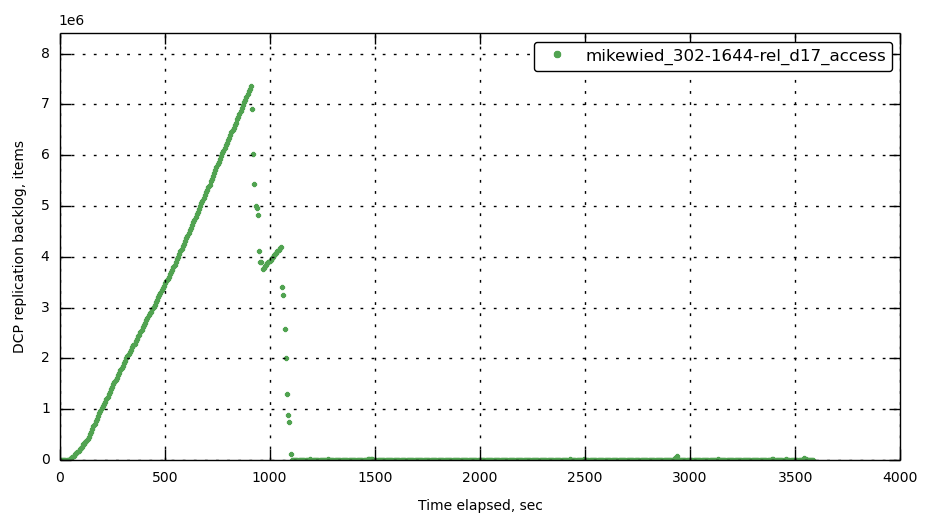 1e6
8
7
6
5
4
3
2
1
0
DCP replication backlog, items
mikewied_302-1644-rel_d17_access
0 500 1000 1500 2000 2500 3000 3500 4000
Time elapsed, sec